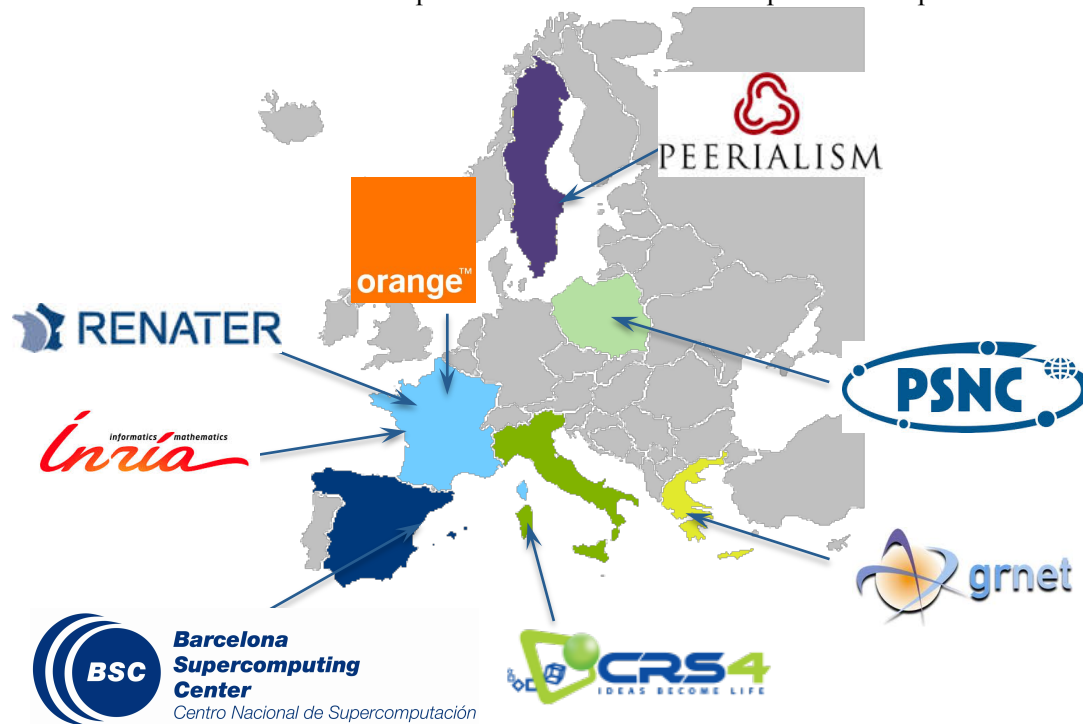 PEERIALISM
orange™
RENATER
PSNC
informatics mathematics
Inria
grnet
BSC
Barcelona
Supercomputing
Center
Centro Nacional de Supercomputación
CRS4
IDEAS BECOME LIFE